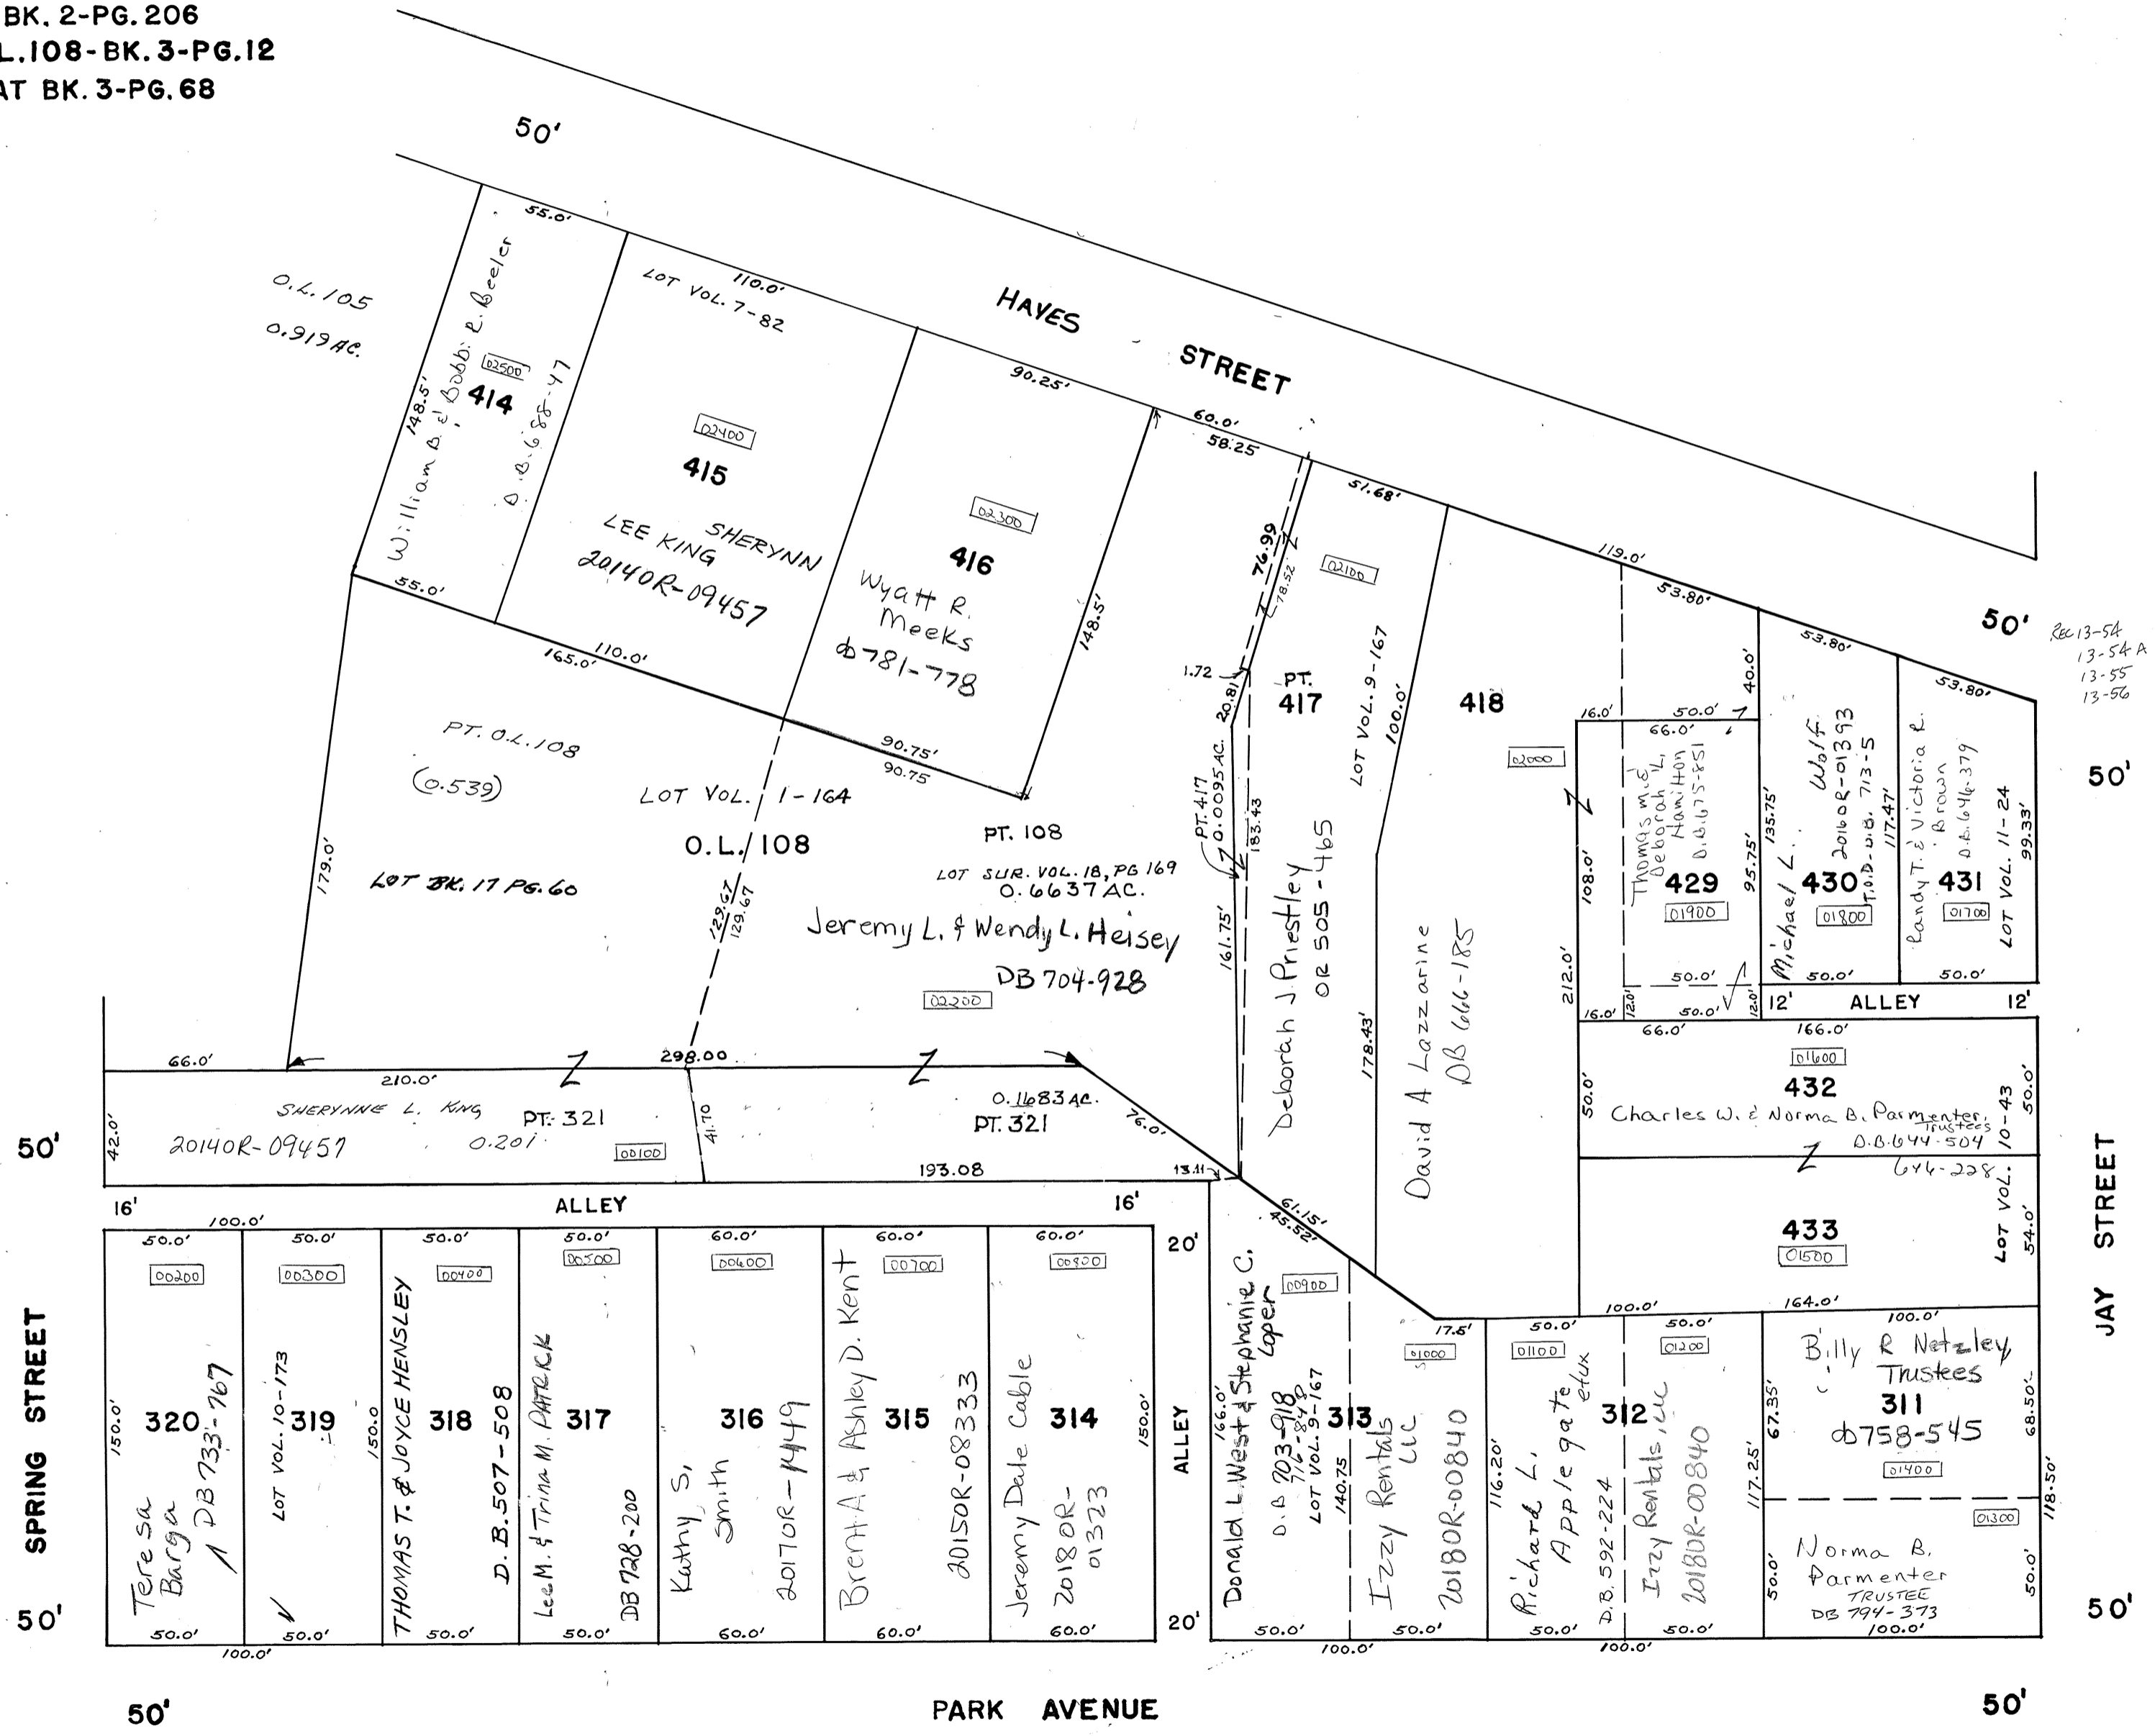 BK. 2-PG. 206
L.108-BK.3-PG.12
AT BK.3-PG.68
50'
HAYES STREET
O.L.105
0.919 AC.
55.0'
148.5'
William B. & Bobbi R. Beeler
02500
414
D.B.688-47
55.0'
LOT VOL. 7-82
110.0'
02400
415
LEE KING SHERYNN
20140R-09457
165.0'
110.0'
90.25'
02300
416
Wyatt R.
Meeks
db 781-778
148.5'
90.75'
90.75
60.0'
58.25
51.68'
119.0'
53.80'
53.80'
53.80'
50'
REC 13-54
13-54 A
13-55
13-56
50'
PT. O.L.108
(0.539)
LOT VOL. 1-164
O.L. 108
LOT BK. 17 PG. 60
179.0'
129.67
129.67
PT. 108
LOT SUR. VOL. 18, PG 169
0.6637 AC.
Jeremy L. & Wendy L. Heisey
DB 704-928
02200
76.99
78.52
1.72
20.81
PT. 417
0.0095 AC.
183.43
161.75'
02100
PT.
417
LOT VOL. 9-167
100.0'
Deborah J. Priestley
OR 505-465
178.43'
418
02000
David A Lazzarine
DB 666-185
16.0'
50.0'
66.0'
40.0'
108.0'
212.0'
Thomas M. &
Deborah L.
Hamilton
D.B.675-851
429
01900
95.75'
50.0'
135.75'
Michael L. Wolf
20160R-01393
T.O.D.-D.B. 713-5
430
01800
117.47'
50.0'
Randy T. & Victoria R.
Brown
D.B.646-379
431
01700
LOT VOL. 11-24
99.33'
50.0'
16.0'
12.0'
50.0'
12.0'
12'
ALLEY
12'
66.0'
166.0'
01600
432
Charles W. & Norma B. Parmenter,
Trustees
D.B.644-504
50.0'
50.0'
LOT VOL. 10-43
646-228
433
01500
54.0'
100.0'
164.0'
66.0'
298.00
210.0'
SHERYNNE L. KING
PT. 321
20140R-09457
0.201
00100
42.0'
41.70
0.1683 AC.
PT. 321
76.0'
193.08
13.11
50'
16'
ALLEY
16'
100.0'
61.15'
45.52'
SPRING STREET
JAY STREET
50.0'
00200
150.0'
320
Teresa
Barga
DB 733-767
50.0'
50.0'
00300
LOT VOL. 10-173
319
150.0
50.0'
100.0'
50.0'
00400
THOMAS T. & JOYCE HENSLEY
318
D.B.507-508
50.0'
50.0'
00500
Lee M. & Trina M. PATRICK
317
DB 728-200
50.0'
60.0'
00600
316
Kathy S.
Smith
20170R-1449
60.0'
60.0'
00700
Brent A & Ashley D. Kent
315
20150R-08333
60.0'
60.0'
00800
314
Jeremy Dale Cable
20180R-
01323
150.0'
60.0'
20'
ALLEY
20'
166.0'
Donald L. West & Stephanie C.
Loper
00900
D.B 703-918
716-848
LOT VOL. 9-167
140.75
50.0'
313
01000
17.5'
Izzy Rentals
LLC
20180R-00840
50.0'
100.0'
116.20'
50.0'
01100
Richard L.
Applegate etux
D.B.592-224
50.0'
312
50.0'
01200
Izzy Rentals, LLC
20180R-00840
50.0'
100.0'
117.25'
100.0'
Billy R Netzley
Trustees
311
db 758-545
01400
67.35'
68.50'
118.50'
01300
Norma B.
Parmenter
TRUSTEE
DB 794-373
50.0'
50.0'
100.0'
50'
50'
50'
PARK AVENUE
50'